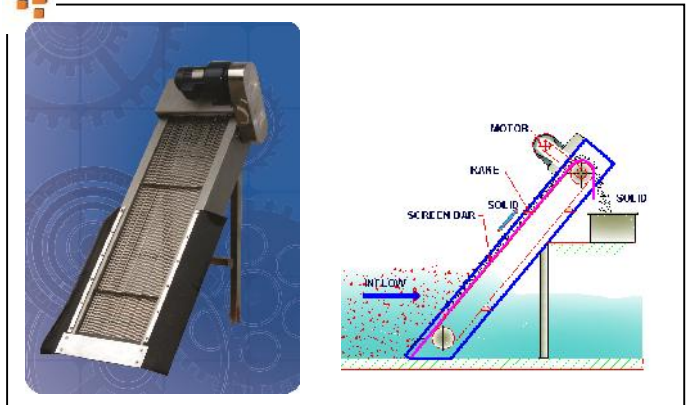 MOTOR
RAKE
SOLID
SOLID
SCREEN BAR
INFLOW